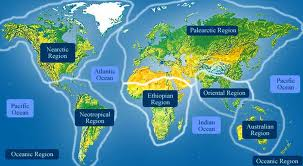 Palearctic Region
Nearctic
Region
Atlantic
Ocean
Pacific
Ocean
Ethiopian
Region
Oriental Region
Pacific
Ocean
Neotropical
Region
Indian
Ocean
Australian
Region
Oceanic Region
Oceanic Region